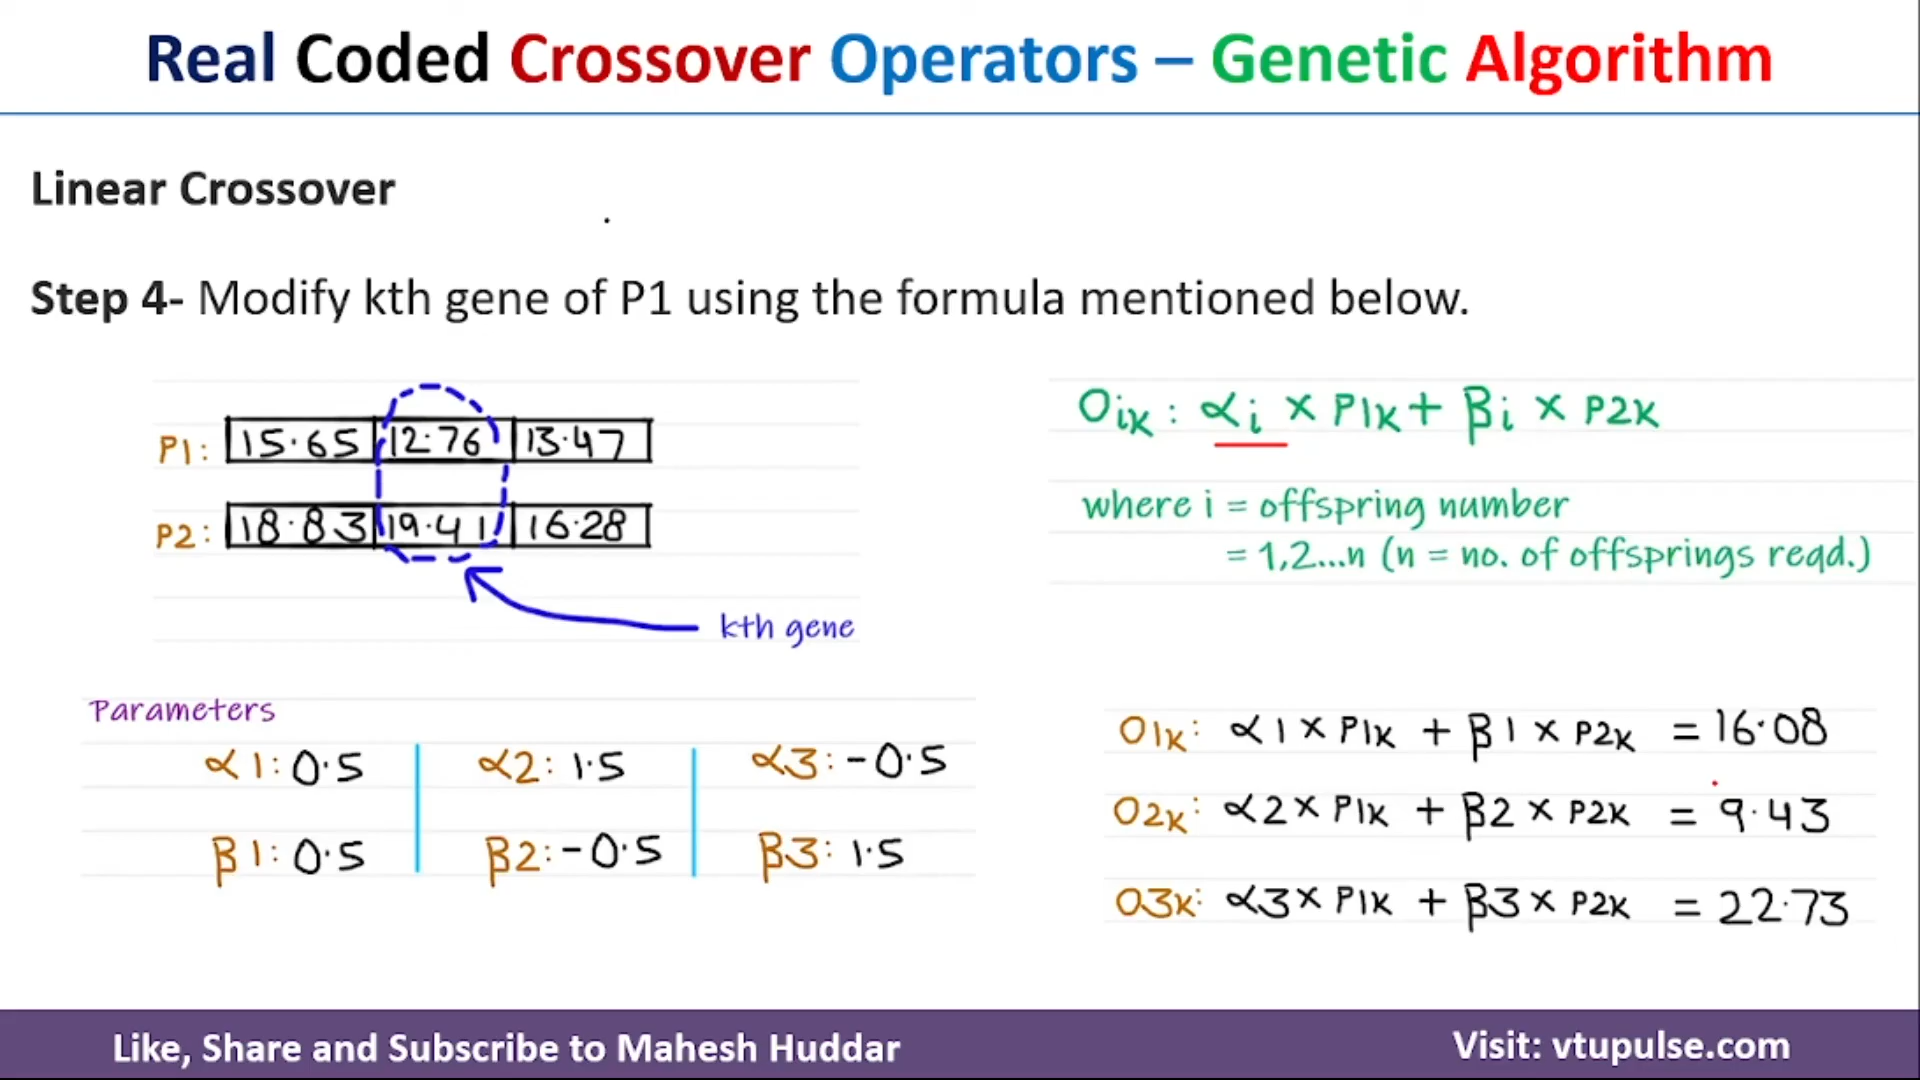 Real Coded Crossover Operators – Genetic Algorithm
Linear Crossover
Step 4- Modify kth gene of P1 using the formula mentioned below.
P1: 15.65 12.76 13.47
P2: 18.83 19.41 16.28
kth gene
Oik: αi × P1k + βi × P2k
where i = offspring number
= 1,2...n (n = no. of offsprings reqd.)
Parameters
α1: 0.5 α2: 1.5 α3: -0.5
β1: 0.5 β2: -0.5 β3: 1.5
O1k: α1 × P1k + β1 × P2k = 16.08
O2k: α2 × P1k + β2 × P2k = 9.43
O3k: α3 × P1k + β3 × P2k = 22.73
Like, Share and Subscribe to Mahesh Huddar
Visit: vtupulse.com